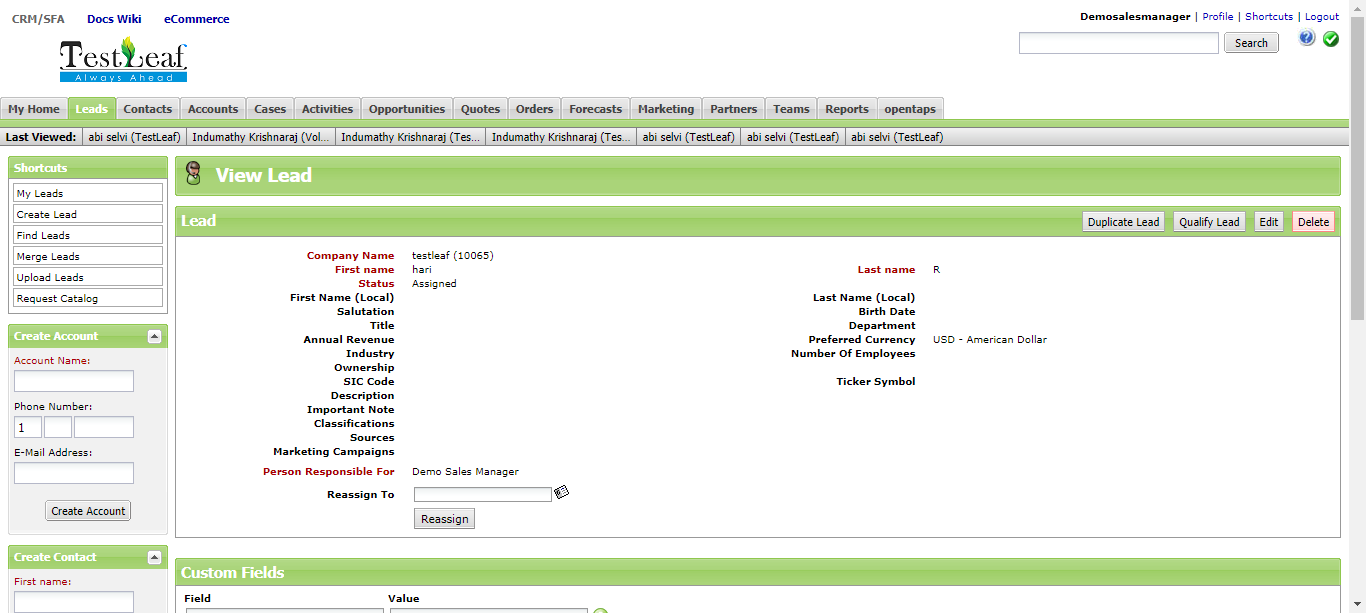 CRM/SFA Docs Wiki eCommerce
Demosalesmanager | Profile | Shortcuts | Logout
TestLeaf
Always Ahead
Search
My Home Leads Contacts Accounts Cases Activities Opportunities Quotes Orders Forecasts Marketing Partners Teams Reports opentaps
Last Viewed: abi selvi (TestLeaf) Indumathy Krishnaraj (Vol... Indumathy Krishnaraj (Tes... Indumathy Krishnaraj (Tes... abi selvi (TestLeaf) abi selvi (TestLeaf) abi selvi (TestLeaf)
Shortcuts
My Leads
Create Lead
Find Leads
Merge Leads
Upload Leads
Request Catalog
Create Account
Account Name:
Phone Number:
1
E-Mail Address:
Create Account
Create Contact
First name:
View Lead
Lead
Duplicate Lead Qualify Lead Edit Delete
Company Name testleaf (10065)
First name hari Last name R
Status Assigned
First Name (Local) Last Name (Local)
Salutation Birth Date
Title Department
Annual Revenue Preferred Currency USD - American Dollar
Industry Number Of Employees
Ownership
SIC Code Ticker Symbol
Description
Important Note
Classifications
Sources
Marketing Campaigns
Person Responsible For Demo Sales Manager
Reassign To
Reassign
Custom Fields
Field Value